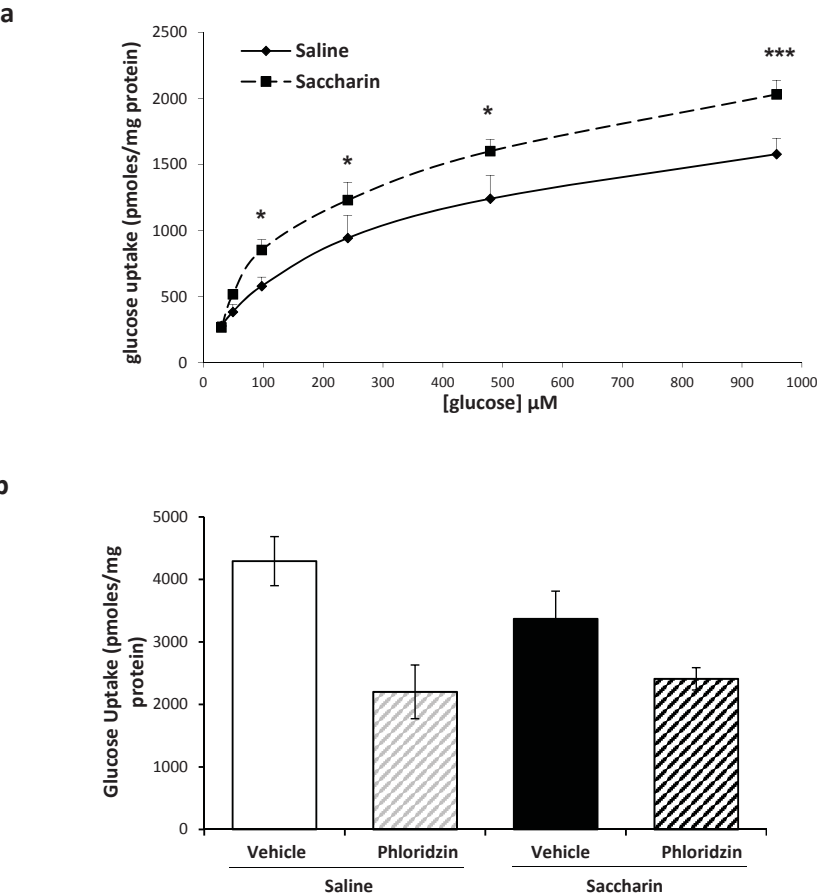 a
2500
2000
1500
1000
500
0
glucose uptake (pmoles/mg protein)
Saline
Saccharin
*
*
*
***
0 100 200 300 400 500 600 700 800 900 1000
[glucose] µM
b
5000
4000
3000
2000
1000
0
Glucose Uptake (pmoles/mg
protein)
Vehicle Phloridzin Vehicle Phloridzin
Saline Saccharin